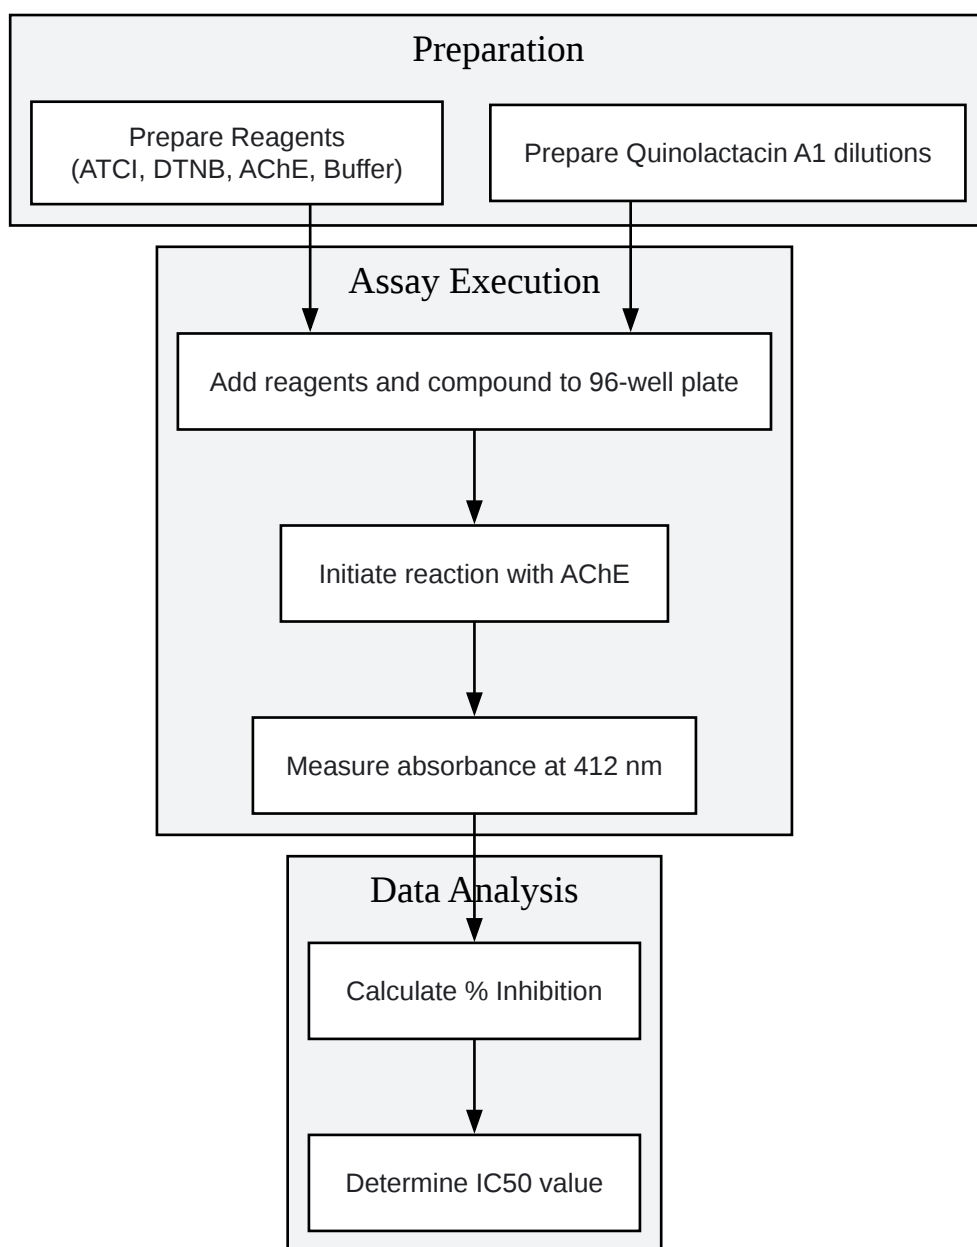 Preparation
Prepare Reagents
(ATCI, DTNB, AChE, Buffer)
Prepare Quinolactacin A1 dilutions
Assay Execution
Add reagents and compound to 96-well plate
Initiate reaction with AChE
Measure absorbance at 412 nm
Data Analysis
Calculate % Inhibition
Determine IC50 value